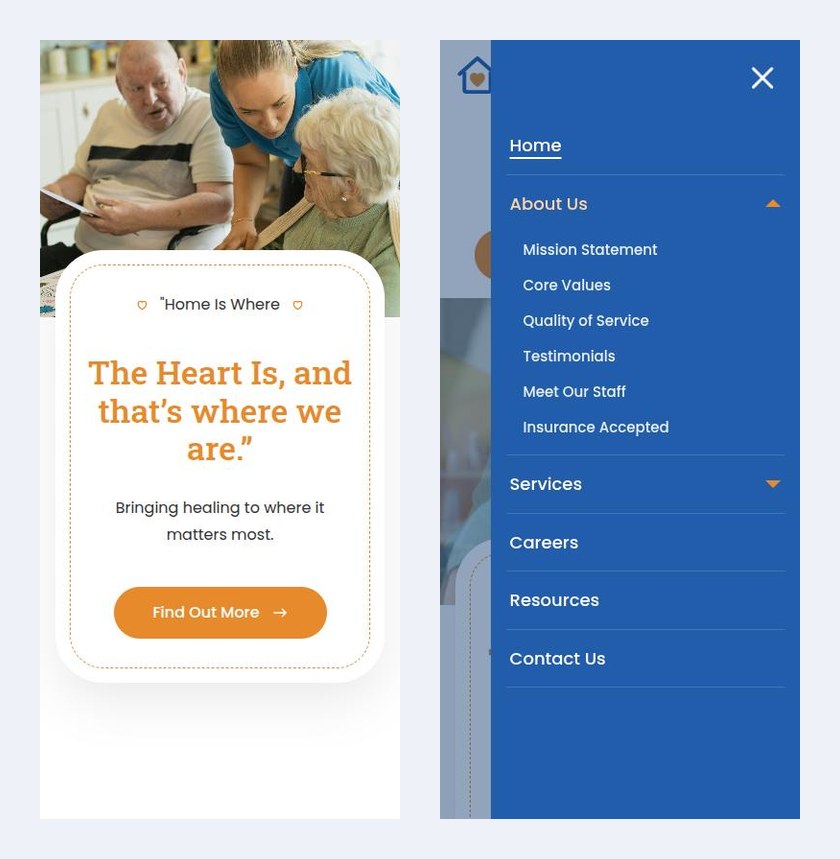 "Home Is Where
The Heart Is, and
that’s where we
are.”
Bringing healing to where it
matters most.
Find Out More
Home
About Us
Mission Statement
Core Values
Quality of Service
Testimonials
Meet Our Staff
Insurance Accepted
Services
Careers
Resources
Contact Us